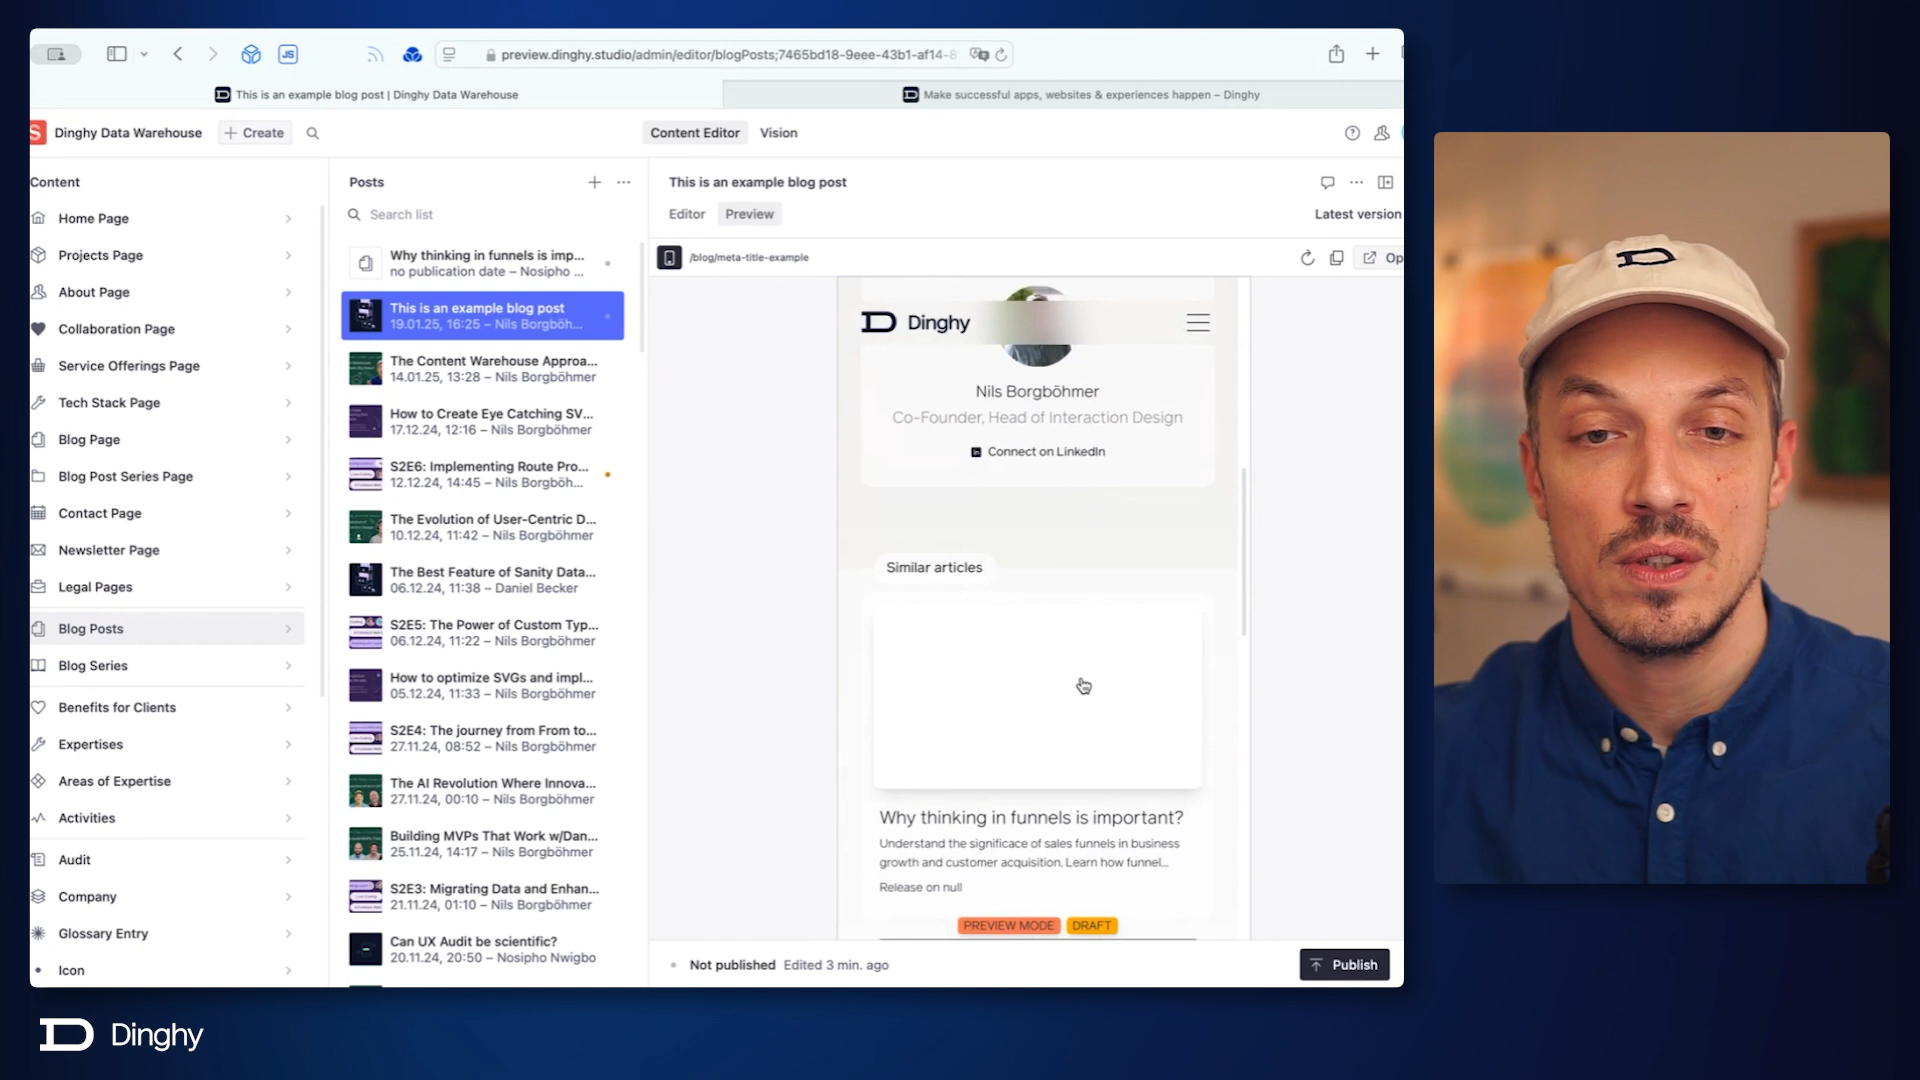 preview.dinghy.studio/admin/editor/blogPosts;7465bd18-9eee-43b1-af14-8
This is an example blog post | Dinghy Data Warehouse
Make successful apps, websites & experiences happen – Dinghy
S Dinghy Data Warehouse
Create
Content Editor
Vision
Content
Home Page
Projects Page
About Page
Collaboration Page
Service Offerings Page
Tech Stack Page
Blog Page
Blog Post Series Page
Contact Page
Newsletter Page
Legal Pages
Blog Posts
Blog Series
Benefits for Clients
Expertises
Areas of Expertise
Activities
Audit
Company
Glossary Entry
Icon
Posts
Search list
Why thinking in funnels is imp...
no publication date – Nosipho ...
This is an example blog post
19.01.25, 16:25 – Nils Borgböh...
The Content Warehouse Approa...
14.01.25, 13:28 – Nils Borgböhmer
How to Create Eye Catching SV...
17.12.24, 12:16 – Nils Borgböhmer
S2E6: Implementing Route Pro...
12.12.24, 14:45 – Nils Borgböh...
The Evolution of User-Centric D...
10.12.24, 11:42 – Nils Borgböhmer
The Best Feature of Sanity Data...
06.12.24, 11:38 – Daniel Becker
S2E5: The Power of Custom Typ...
06.12.24, 11:22 – Nils Borgböhmer
How to optimize SVGs and impl...
05.12.24, 11:33 – Nils Borgböhmer
S2E4: The journey from From to...
27.11.24, 08:52 – Nils Borgböhmer
The AI Revolution Where Innova...
27.11.24, 00:10 – Nils Borgböhmer
Building MVPs That Work w/Dan...
25.11.24, 14:17 – Nils Borgböhmer
S2E3: Migrating Data and Enhan...
21.11.24, 01:10 – Nils Borgböhmer
Can UX Audit be scientific?
20.11.24, 20:50 – Nosipho Nwigbo
This is an example blog post
Editor
Preview
Latest version
/blog/meta-title-example
Op
Dinghy
Nils Borgböhmer
Co-Founder, Head of Interaction Design
Connect on LinkedIn
Similar articles
Why thinking in funnels is important?
Understand the significace of sales funnels in business
growth and customer acquisition. Learn how funnel...
Release on null
PREVIEW MODE
DRAFT
Not published
Edited 3 min. ago
Publish
Dinghy
JS